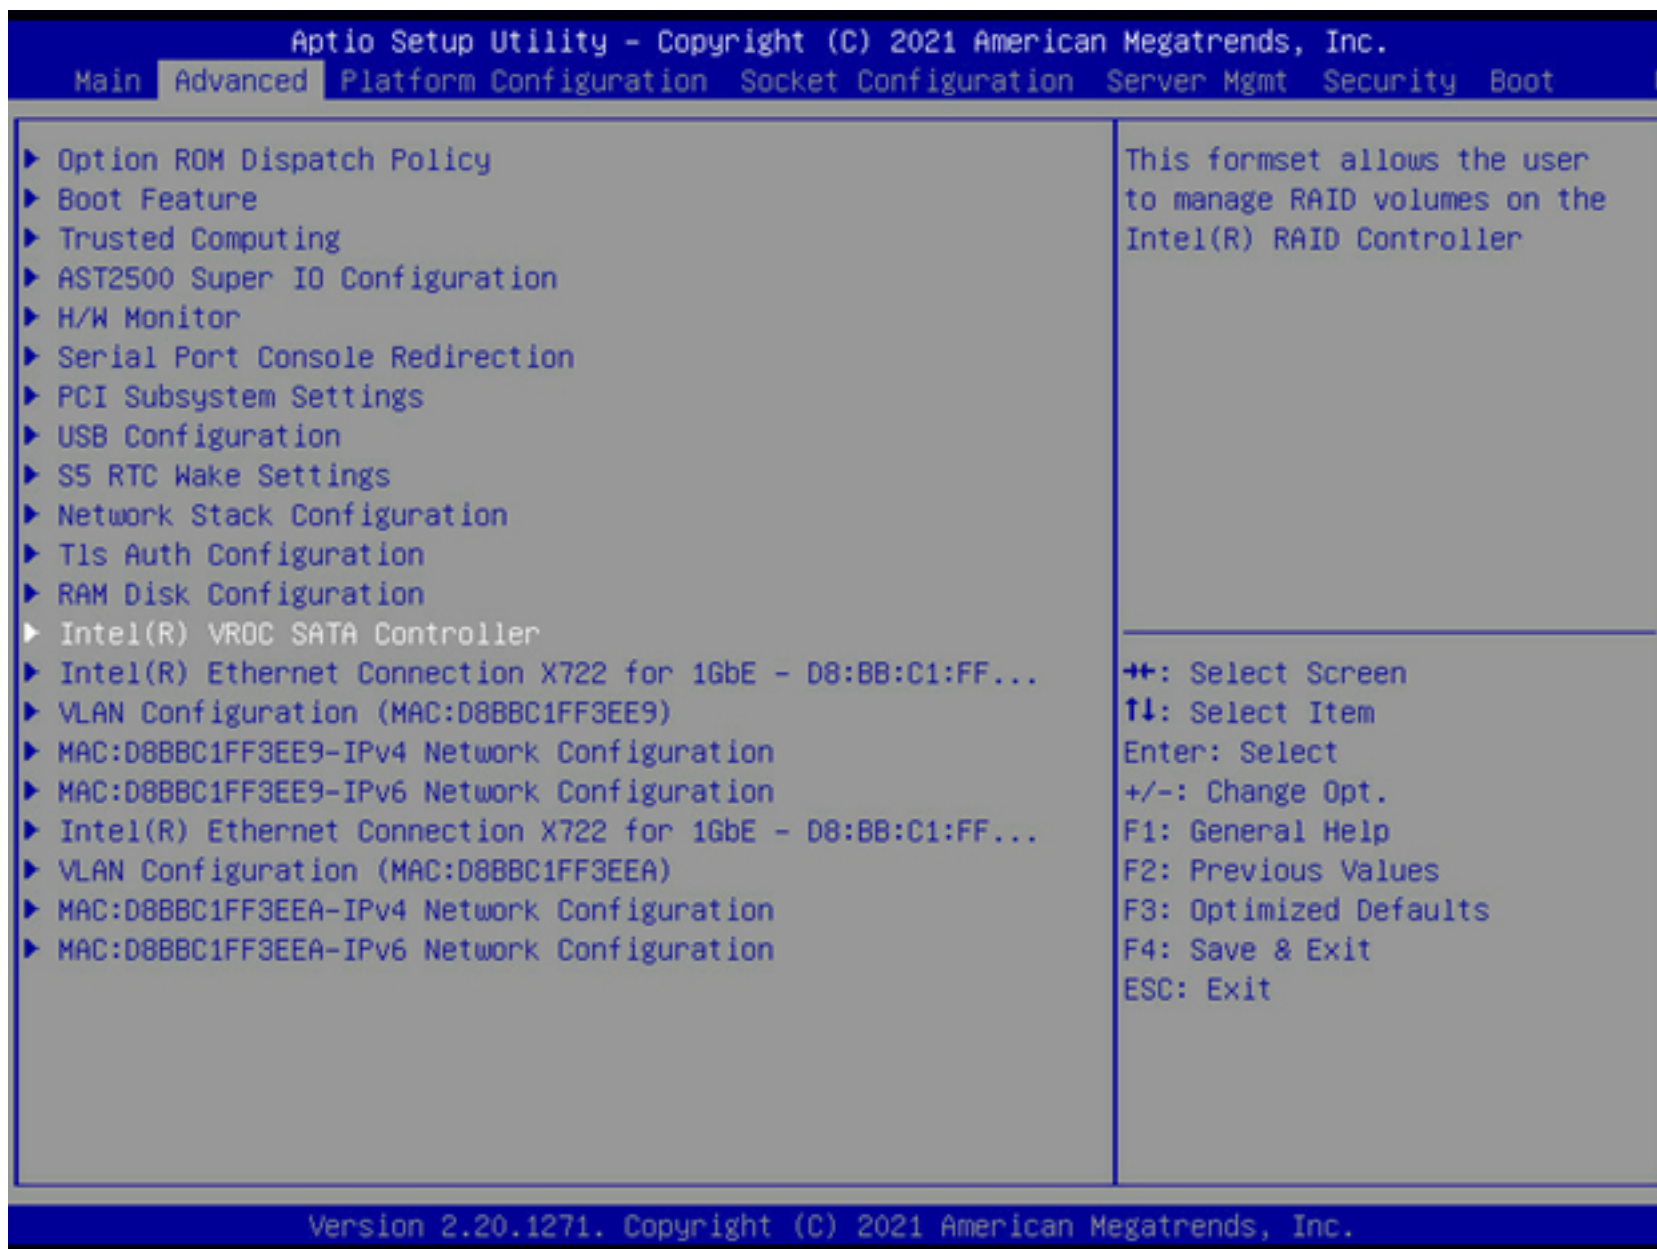 Aptio Setup Utility – Copyright (C) 2021 American Megatrends, Inc.
Main Advanced Platform Configuration Socket Configuration Server Mgmt Security Boot
Option ROM Dispatch Policy
Boot Feature
Trusted Computing
AST2500 Super IO Configuration
H/W Monitor
Serial Port Console Redirection
PCI Subsystem Settings
USB Configuration
S5 RTC Wake Settings
Network Stack Configuration
Tls Auth Configuration
RAM Disk Configuration
Intel(R) VROC SATA Controller
Intel(R) Ethernet Connection X722 for 1GbE – D8:BB:C1:FF...
VLAN Configuration (MAC:D8BBC1FF3EE9)
MAC:D8BBC1FF3EE9–IPv4 Network Configuration
MAC:D8BBC1FF3EE9–IPv6 Network Configuration
Intel(R) Ethernet Connection X722 for 1GbE – D8:BB:C1:FF...
VLAN Configuration (MAC:D8BBC1FF3EEA)
MAC:D8BBC1FF3EEA–IPv4 Network Configuration
MAC:D8BBC1FF3EEA–IPv6 Network Configuration
This formset allows the user
to manage RAID volumes on the
Intel(R) RAID Controller
→←: Select Screen
↑↓: Select Item
Enter: Select
+/–: Change Opt.
F1: General Help
F2: Previous Values
F3: Optimized Defaults
F4: Save & Exit
ESC: Exit
Version 2.20.1271. Copyright (C) 2021 American Megatrends, Inc.